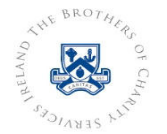 THE BROTHERS OF CHARITY SERVICES IRELAND
CARITAS